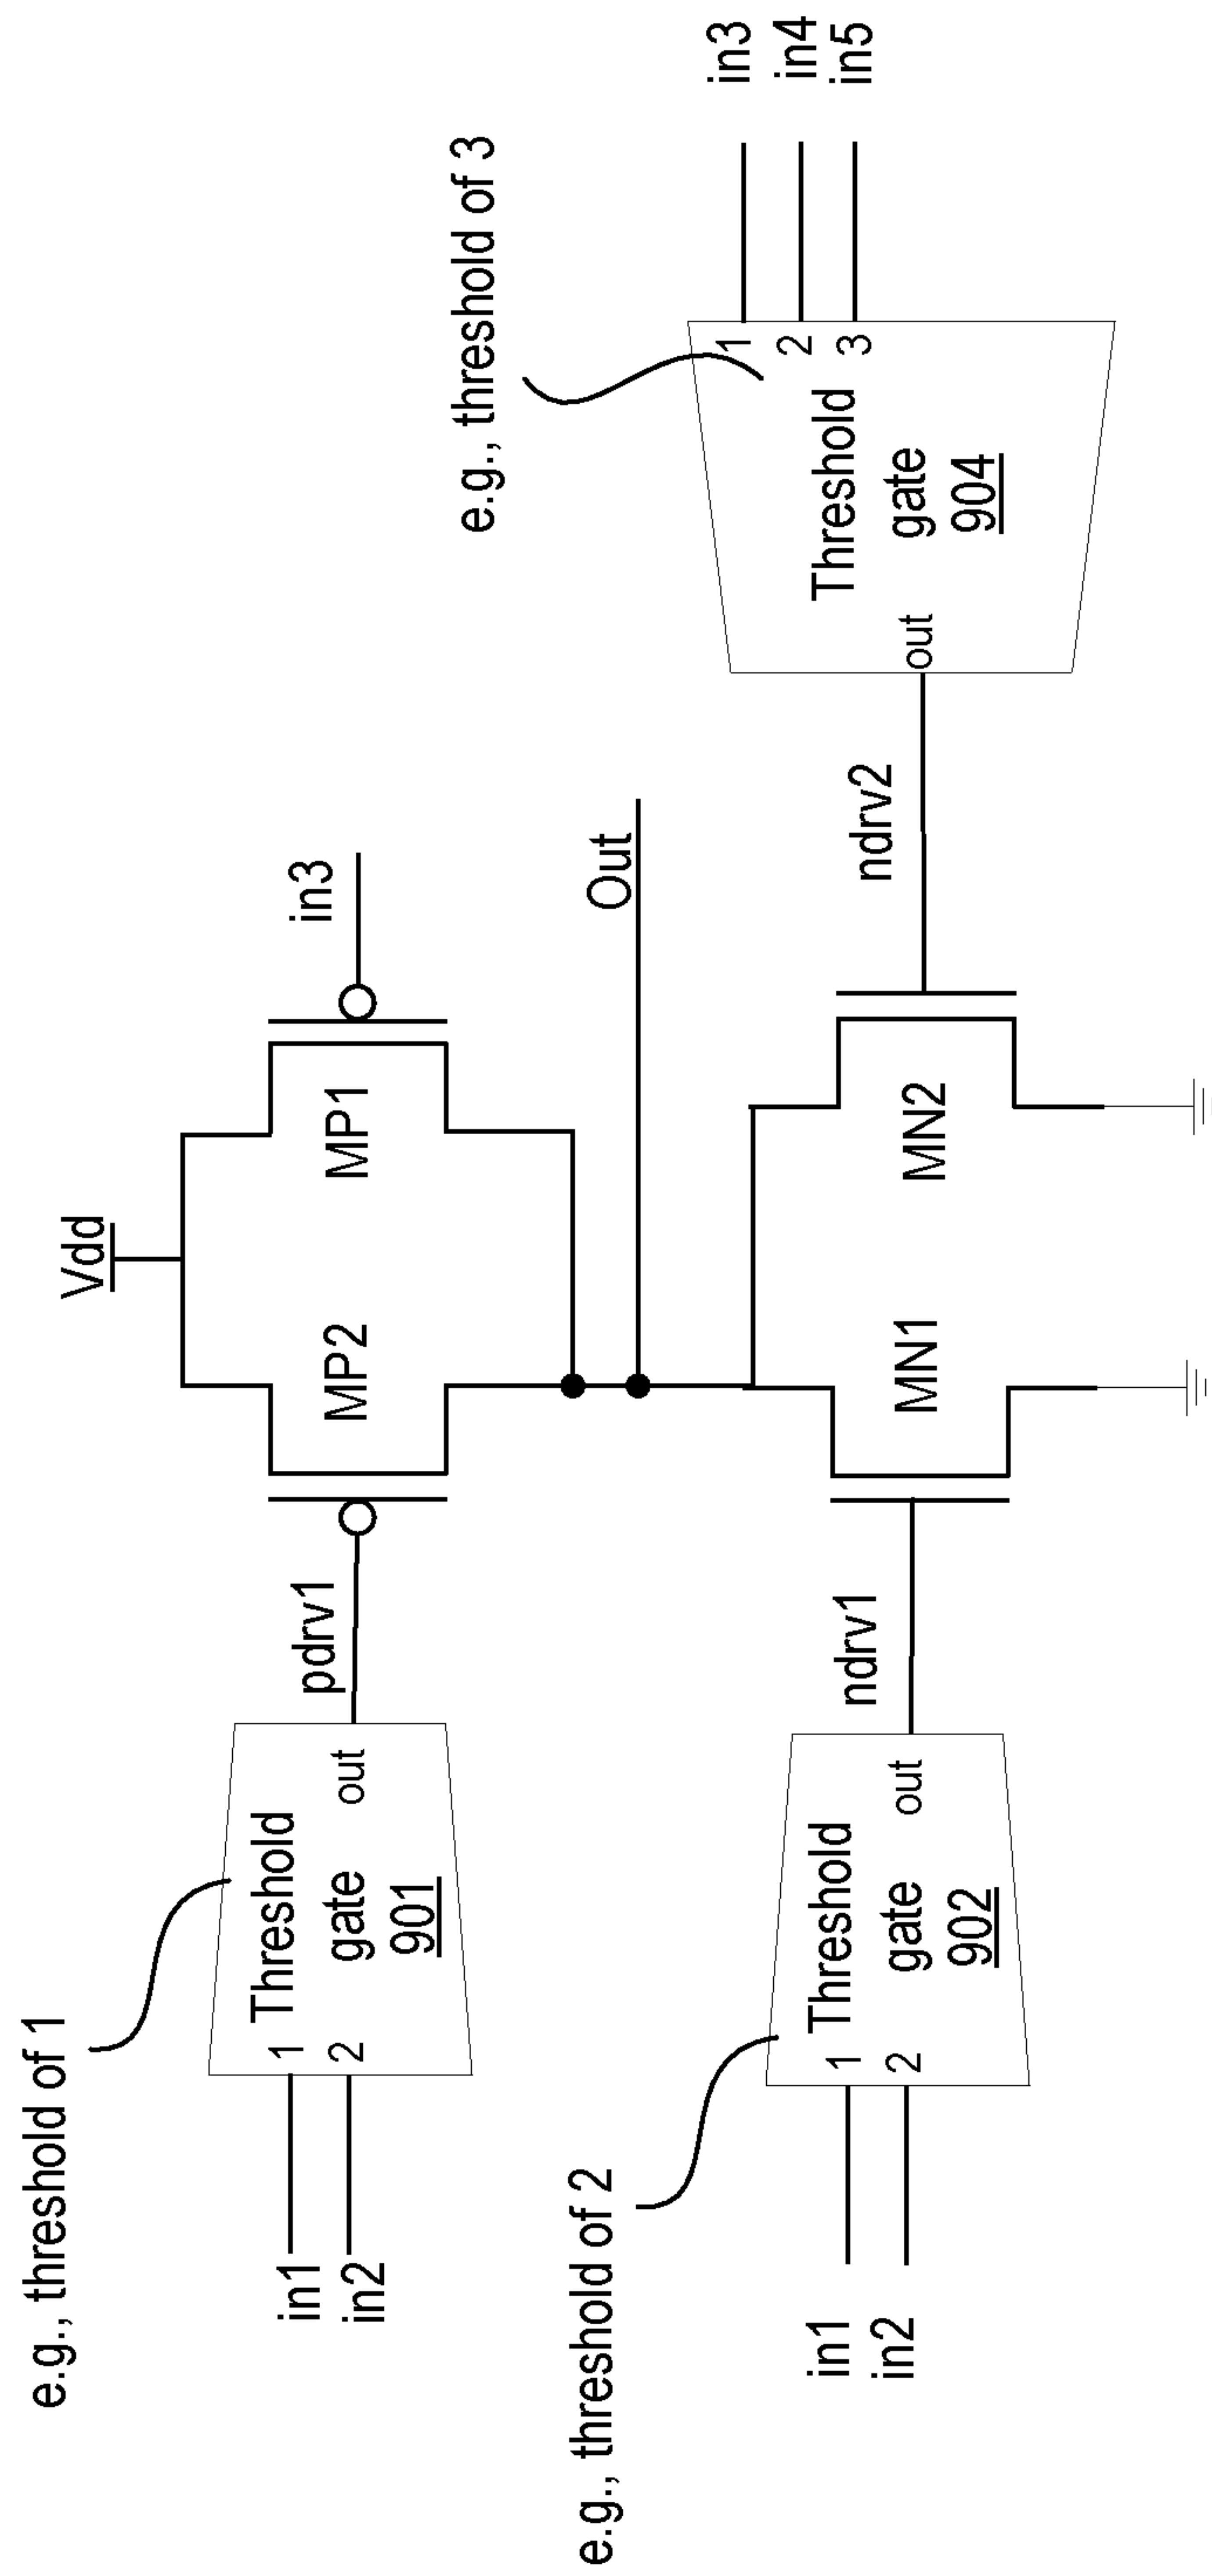 e.g., threshold of 1
in1
in2
1
2
Threshold
gate
901
out
pdrv1
Vdd
MP2
MP1
in3
Out
e.g., threshold of 2
in1
in2
1
2
Threshold
gate
902
out
ndrv1
MN1
MN2
ndrv2
out
Threshold
gate
904
1
2
3
e.g., threshold of 3
in3
in4
in5